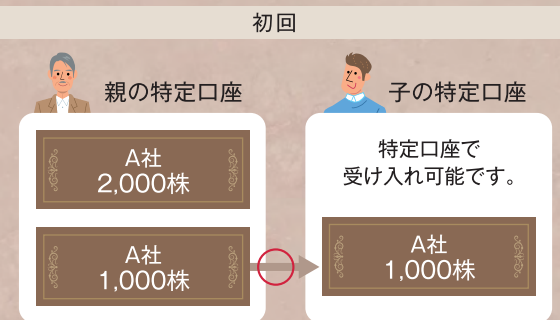 初回
親の特定口座
子の特定口座
A社
2,000株
A社
1,000株
特定口座で
受け入れ可能です。
A社
1,000株